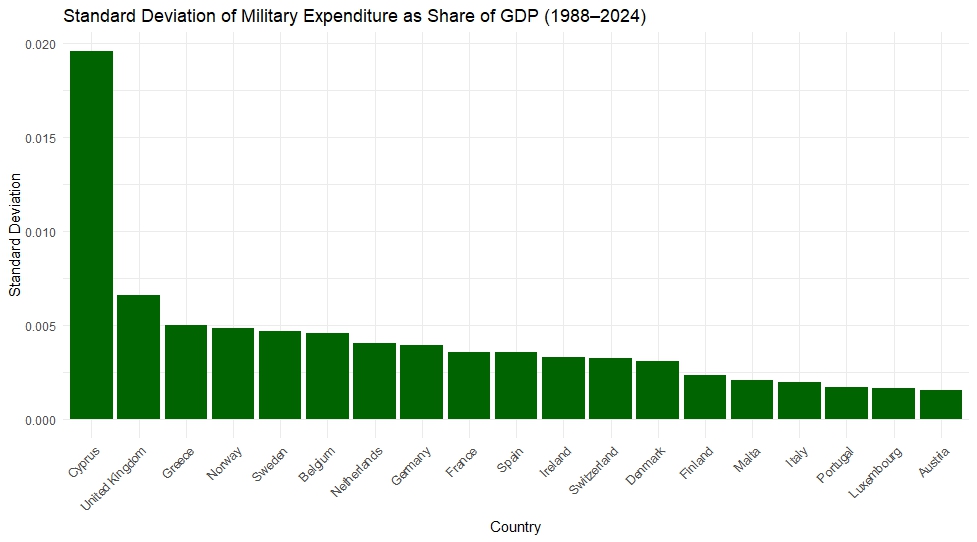 Standard Deviation of Military Expenditure as Share of GDP (1988–2024)
Standard Deviation
0.020
0.015
0.010
0.005
0.000
Cyprus
United Kingdom
Greece
Norway
Sweden
Belgium
Netherlands
Germany
France
Spain
Ireland
Switzerland
Denmark
Finland
Malta
Italy
Portugal
Luxembourg
Austria
Country